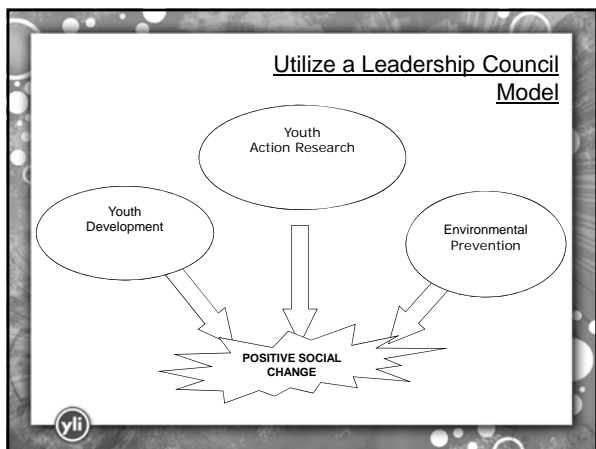 Utilize a Leadership Council
Model
Youth
Action Research
Youth
Development
Environmental
Prevention
POSITIVE SOCIAL
CHANGE
yli